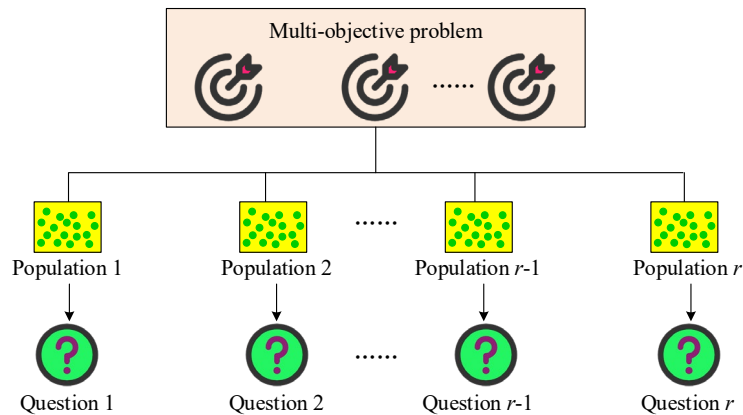 Multi-objective problem
······
······
Population 1
Population 2
Population r-1
Population r
? ? ······ ? ?
Question 1
Question 2
Question r-1
Question r